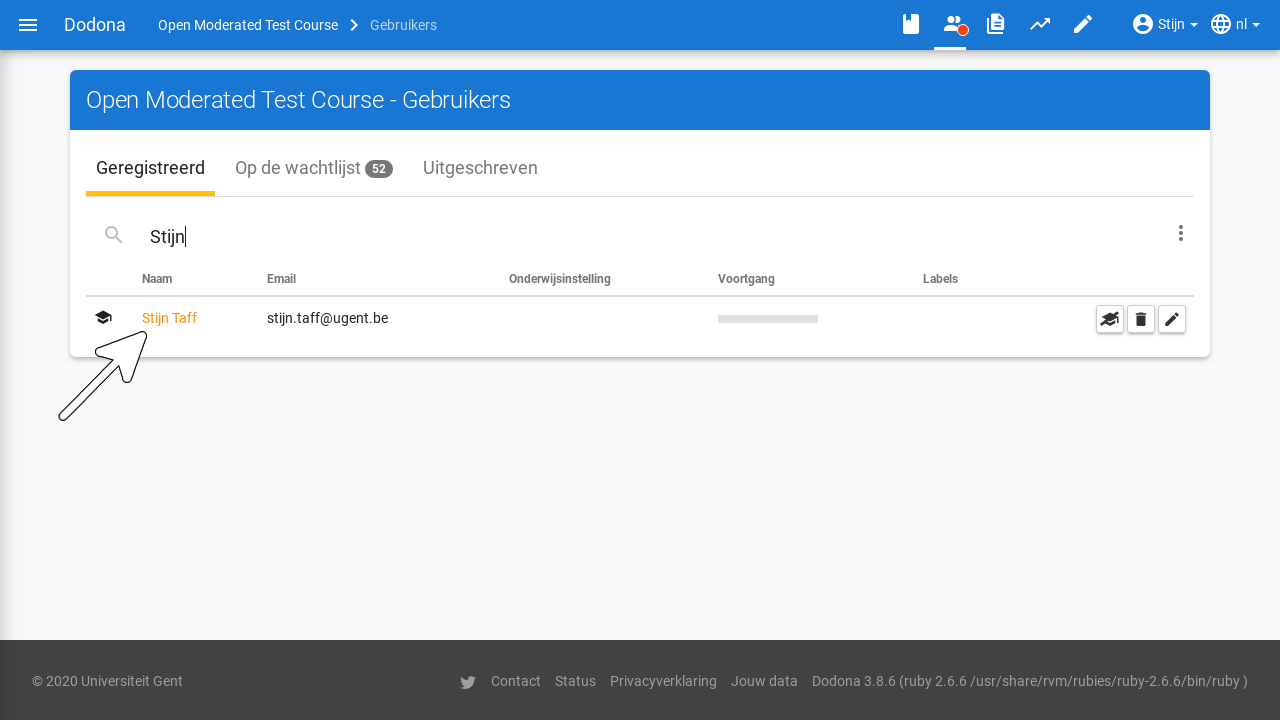 Dodona Open Moderated Test Course Gebruikers Stijn nl
Open Moderated Test Course - Gebruikers
Geregistreerd Op de wachtlijst 52 Uitgeschreven
Stijn
Naam Email Onderwijsinstelling Voortgang Labels
Stijn Taff stijn.taff@ugent.be
© 2020 Universiteit Gent Contact Status Privacyverklaring Jouw data Dodona 3.8.6 (ruby 2.6.6 /usr/share/rvm/rubies/ruby-2.6.6/bin/ruby )